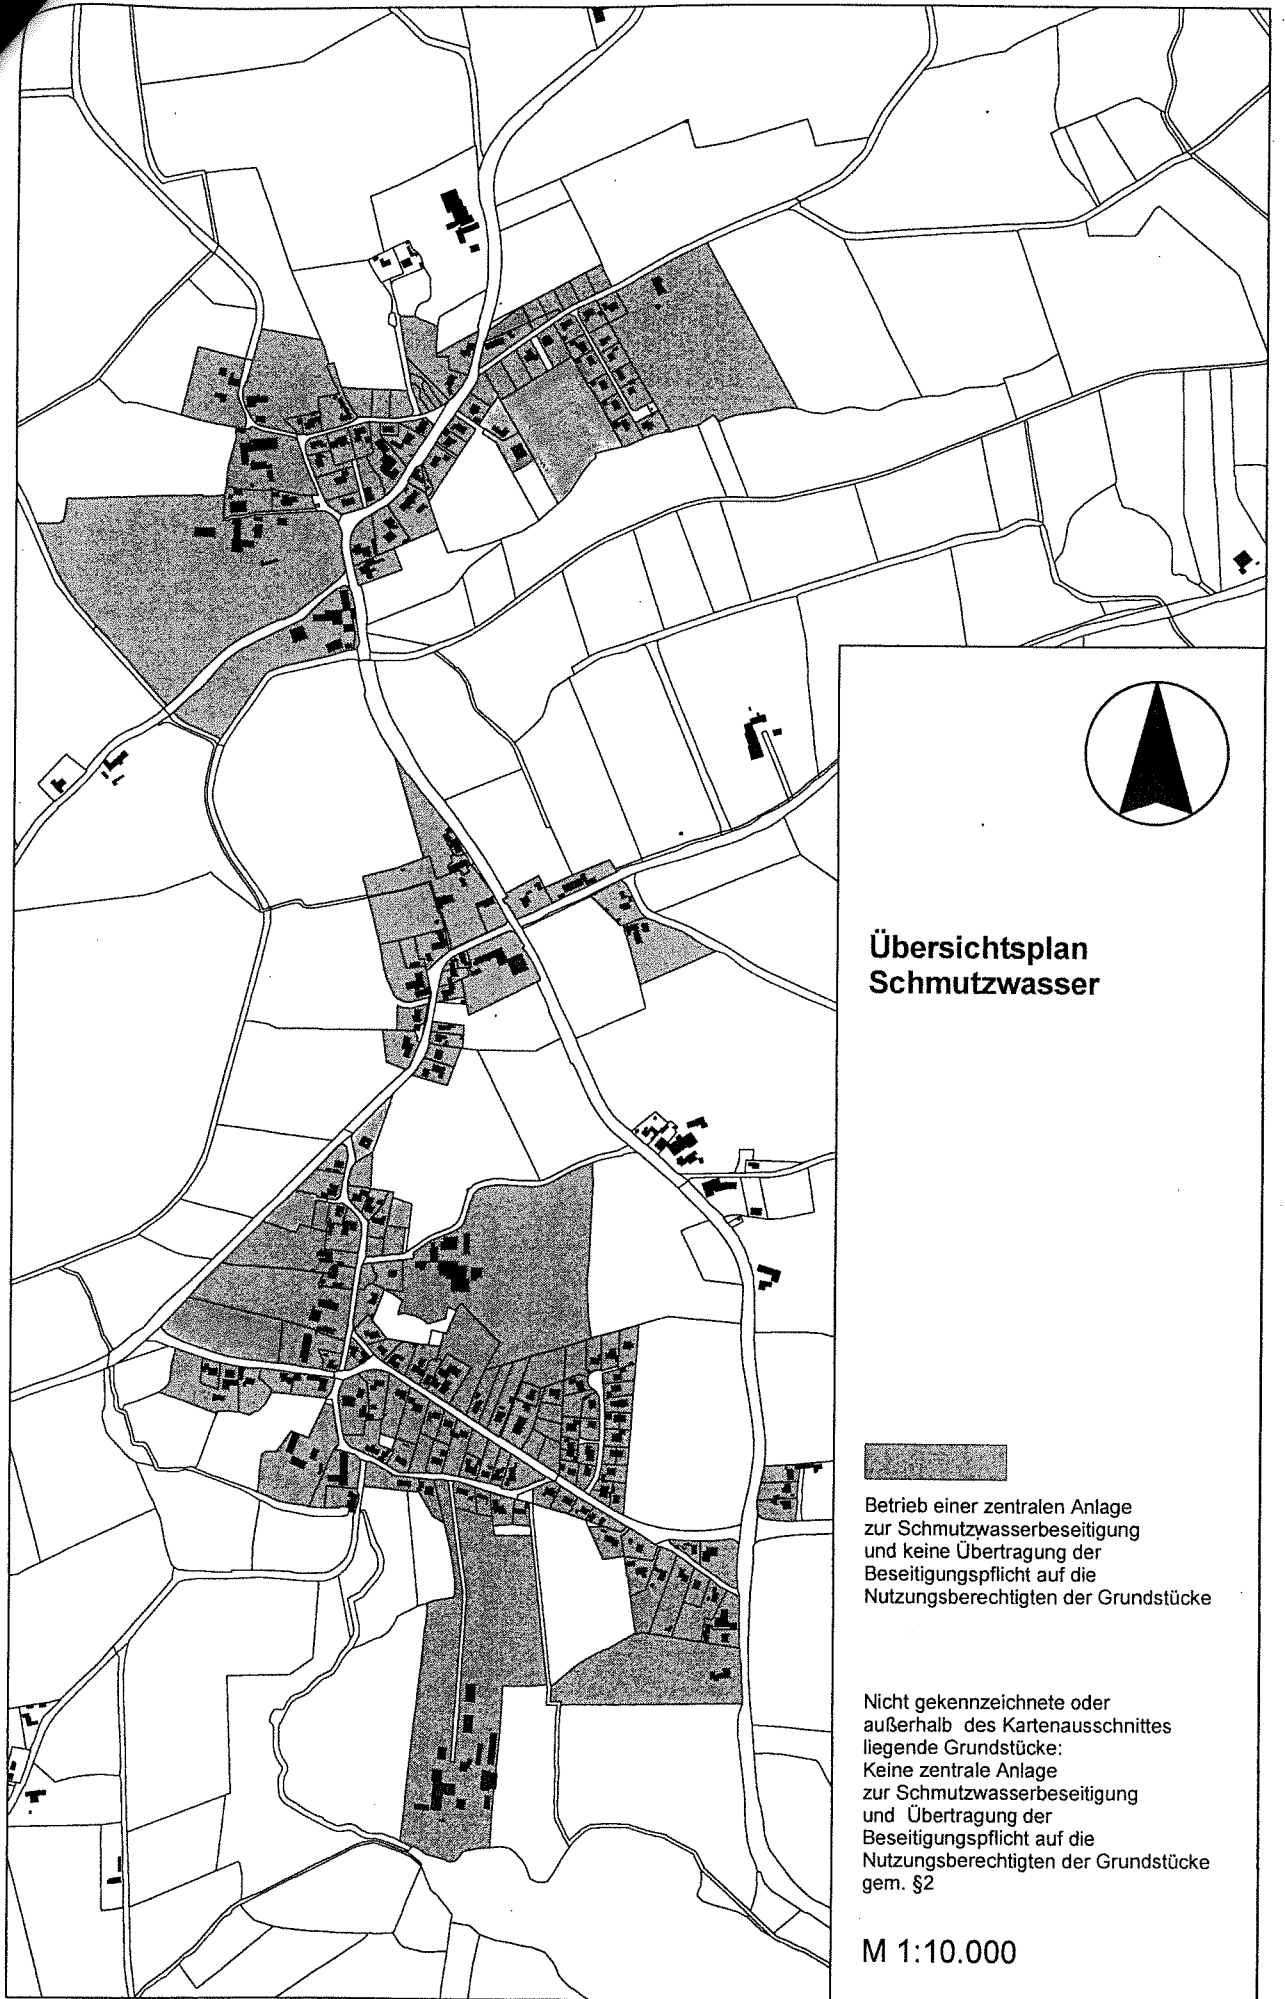 Übersichtsplan
Schmutzwasser
Betrieb einer zentralen Anlage
zur Schmutzwasserbeseitigung
und keine Übertragung der
Beseitigungspflicht auf die
Nutzungsberechtigten der Grundstücke
Nicht gekennzeichnete oder
außerhalb des Kartenausschnittes
liegende Grundstücke:
Keine zentrale Anlage
zur Schmutzwasserbeseitigung
und Übertragung der
Beseitigungspflicht auf die
Nutzungsberechtigten der Grundstücke
gem. §2
M 1:10.000